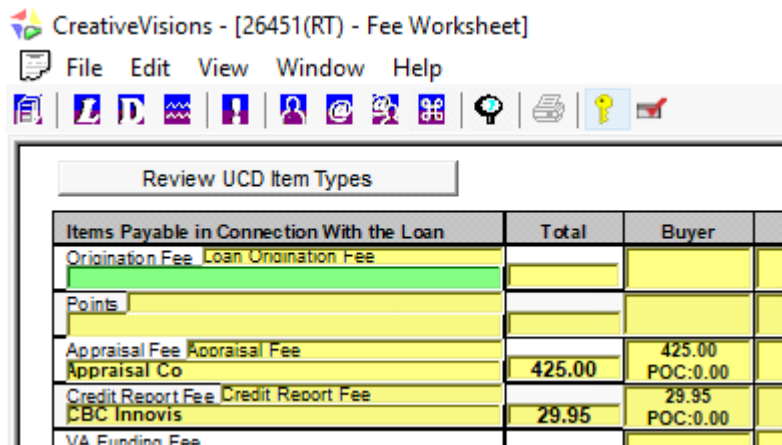 CreativeVisions - [26451(RT) - Fee Worksheet]
File Edit View Window Help
L D ! @ @ ⌘ ?
Review UCD Item Types
Items Payable in Connection With the Loan Total Buyer
Origination Fee Loan Origination Fee
Points
Appraisal Fee Appraisal Fee 425.00
Appraisal Co 425.00 POC:0.00
Credit Report Fee Credit Report Fee 29.95
CBC Innovis 29.95 POC:0.00
VA Funding Fee